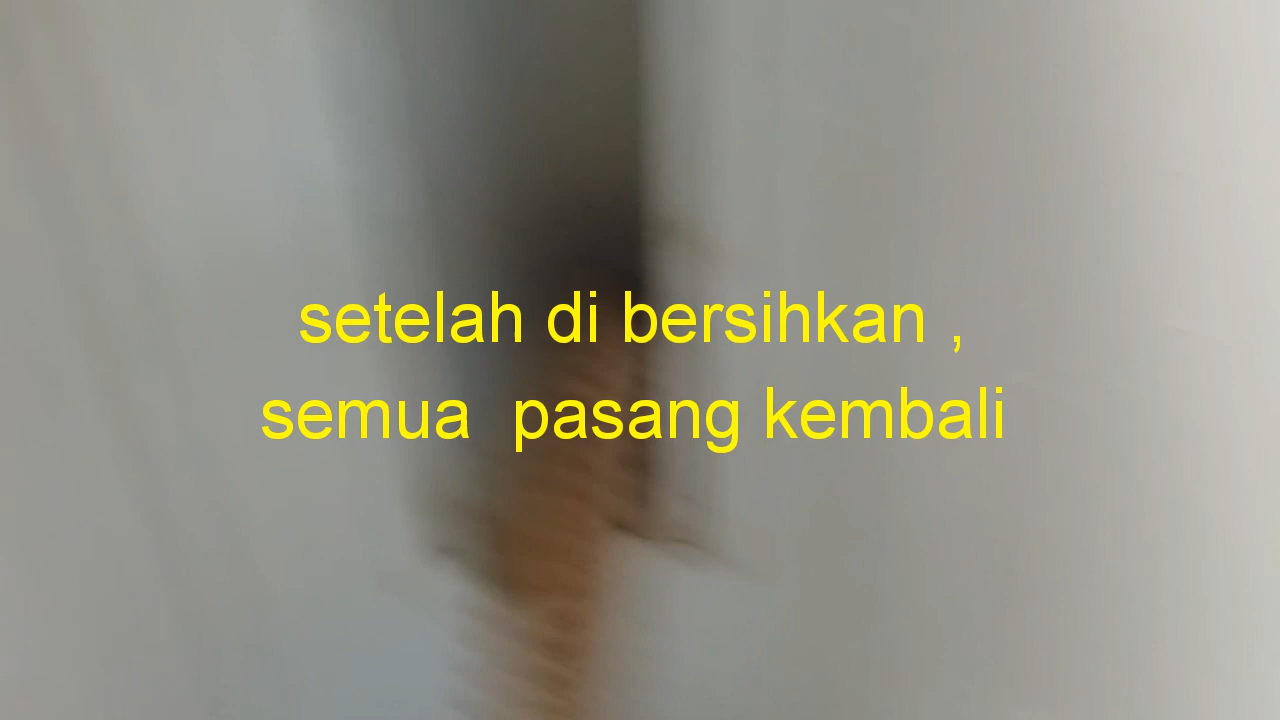 setelah di bersihkan ,
semua  pasang kembali